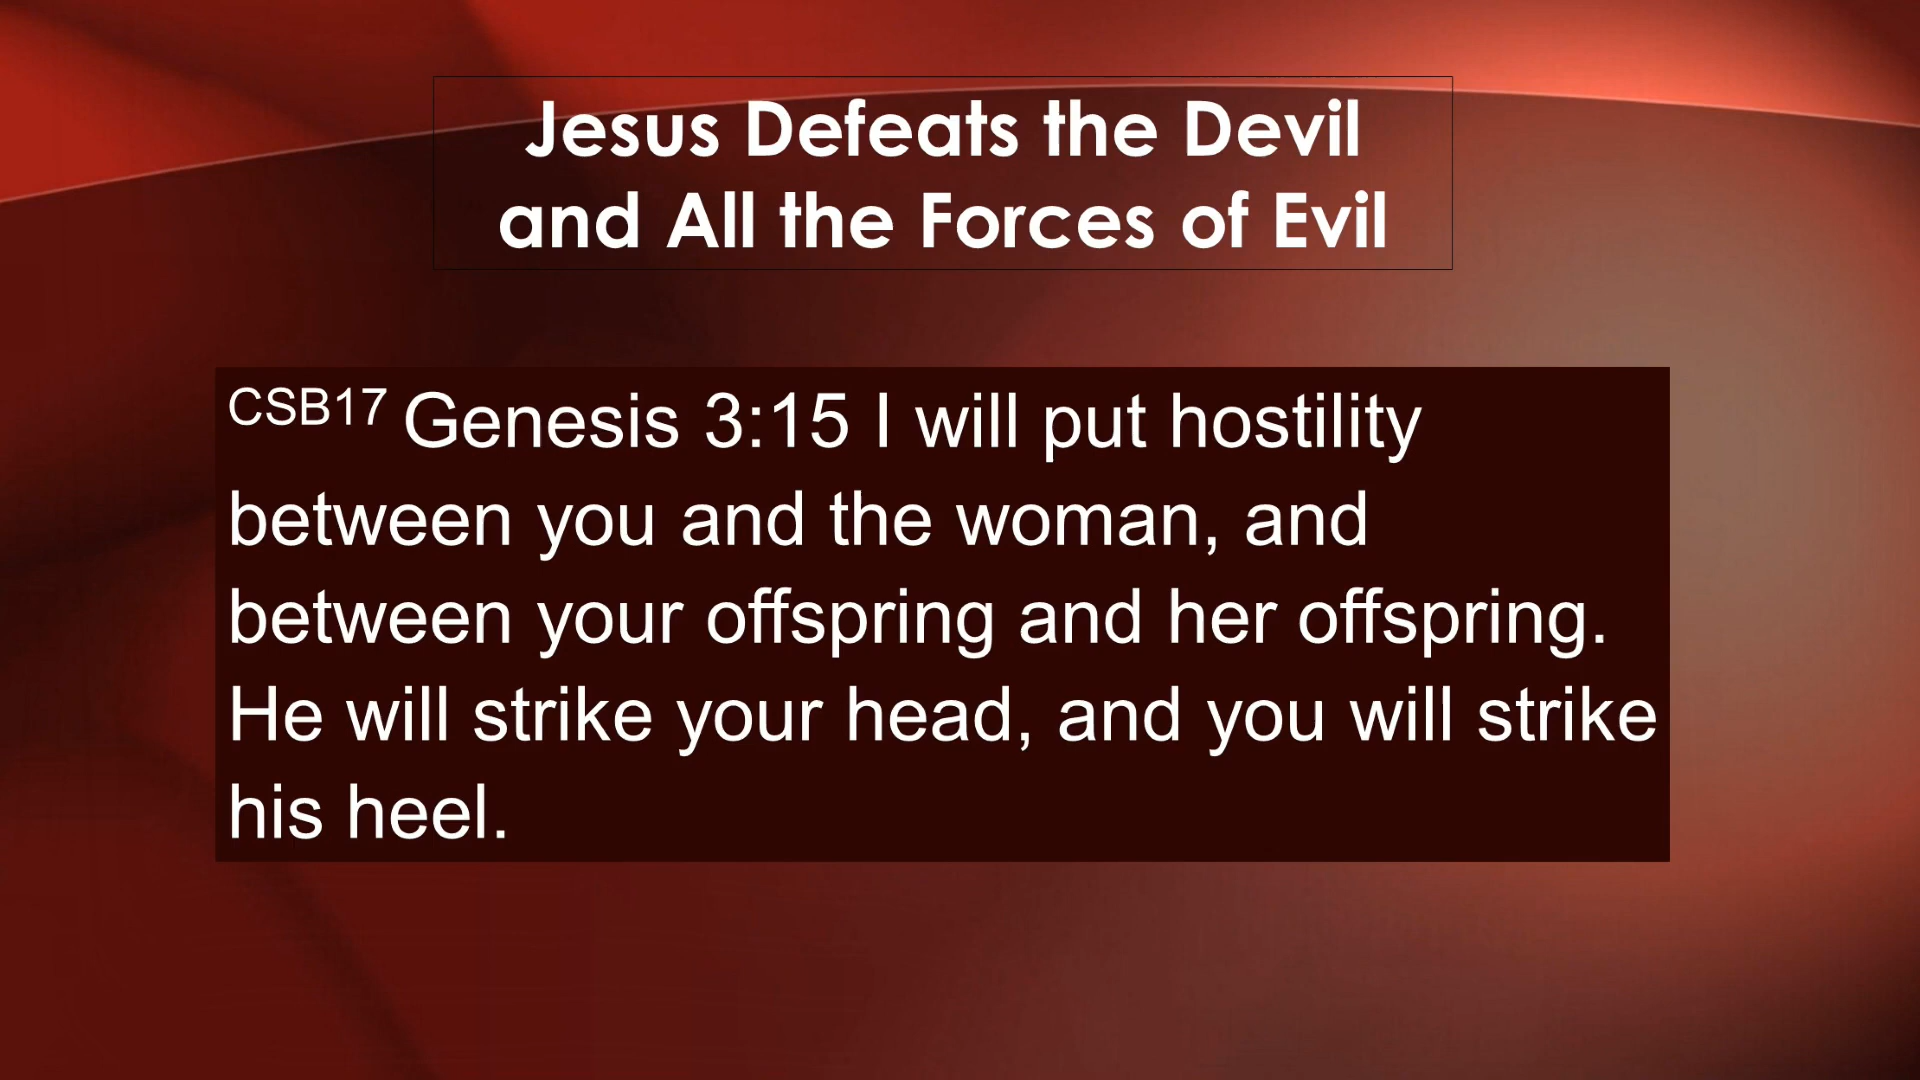 Jesus Defeats the Devil
and All the Forces of Evil
CSB17 Genesis 3:15 I will put hostility
between you and the woman, and
between your offspring and her offspring.
He will strike your head, and you will strike
his heel.